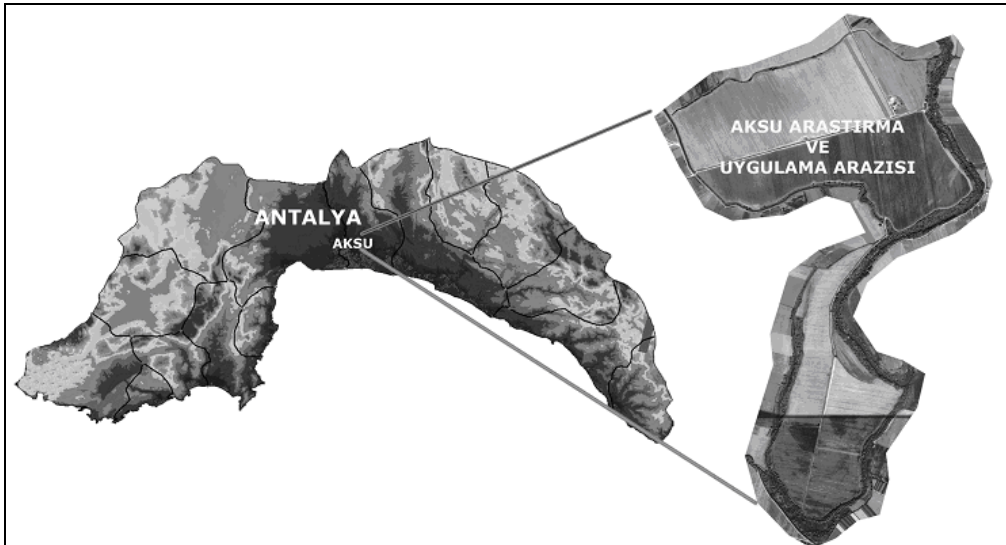 ANTALYA
AKSU
AKSU ARASTIRMA
VE
UYGULAMA ARAZISI